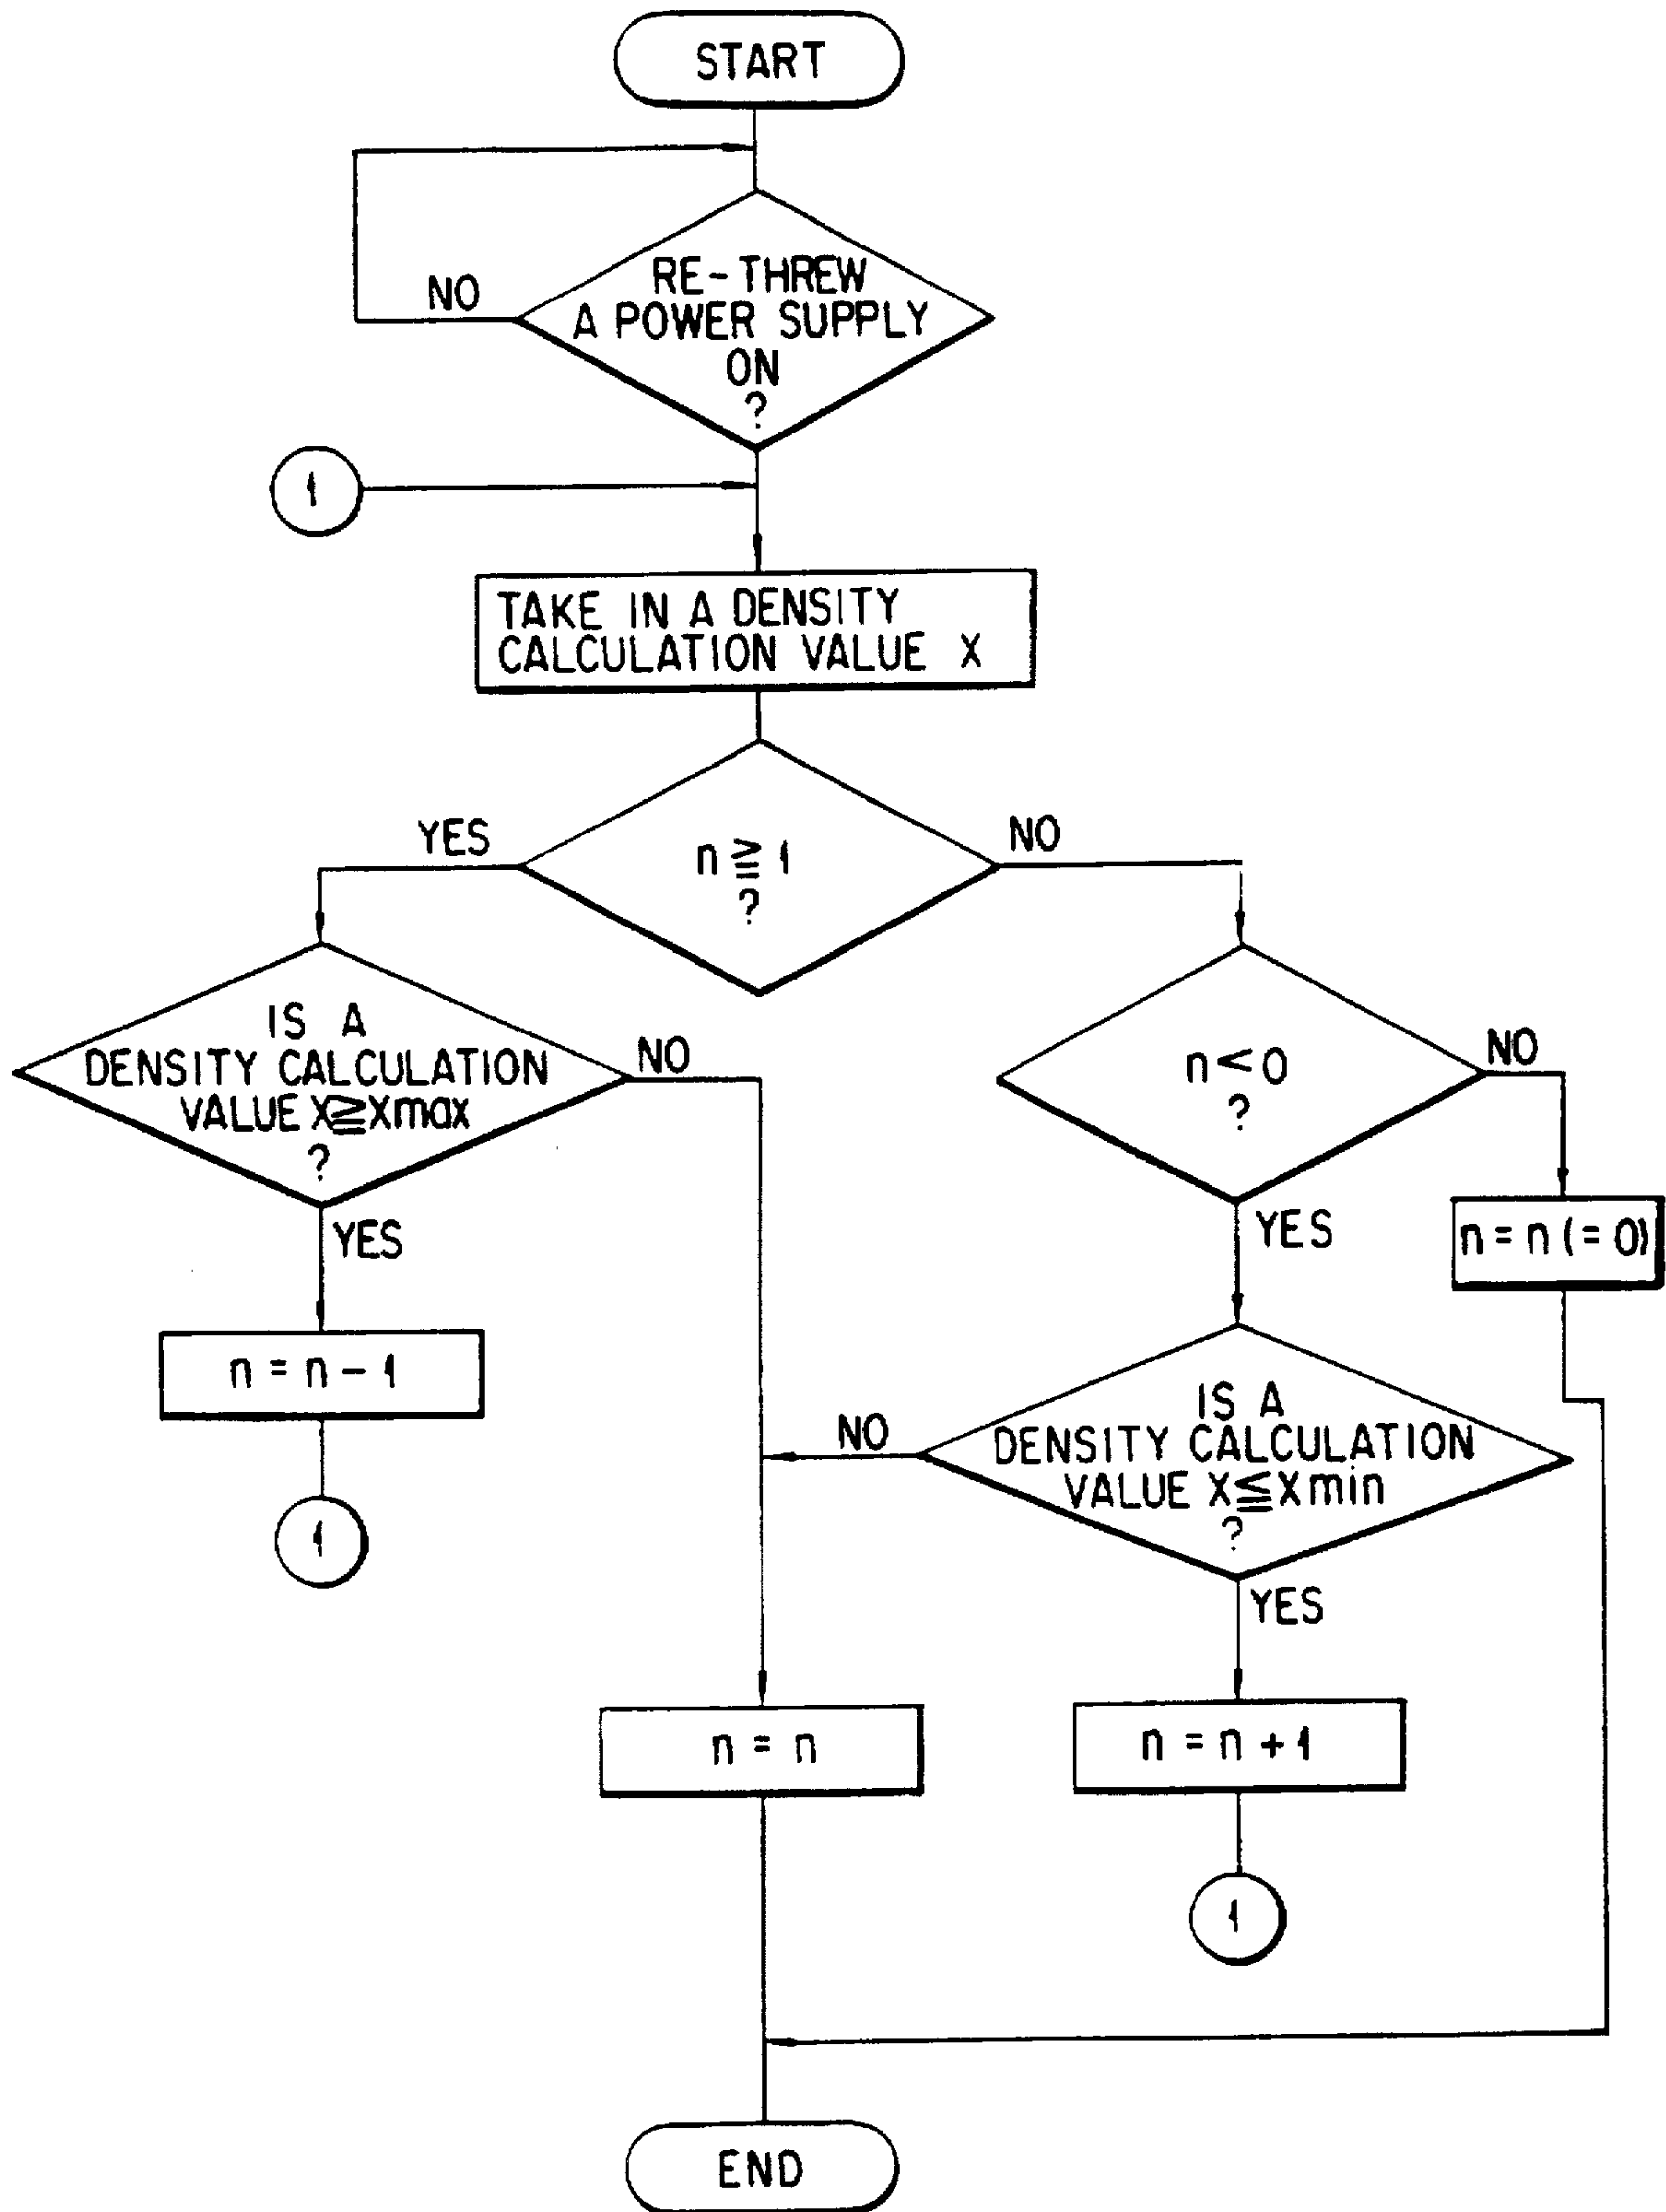 START
RE-THREW
A POWER SUPPLY
ON
?
NO
1
TAKE IN A DENSITY
CALCULATION VALUE X
n ≧ 1
?
YES
NO
IS A
DENSITY CALCULATION
VALUE X≧Xmax
?
NO
YES
n < 0
?
NO
YES
n = n (= 0)
n = n - 1
1
IS A
DENSITY CALCULATION
VALUE X≦Xmin
?
NO
YES
n = n
n = n + 1
1
END